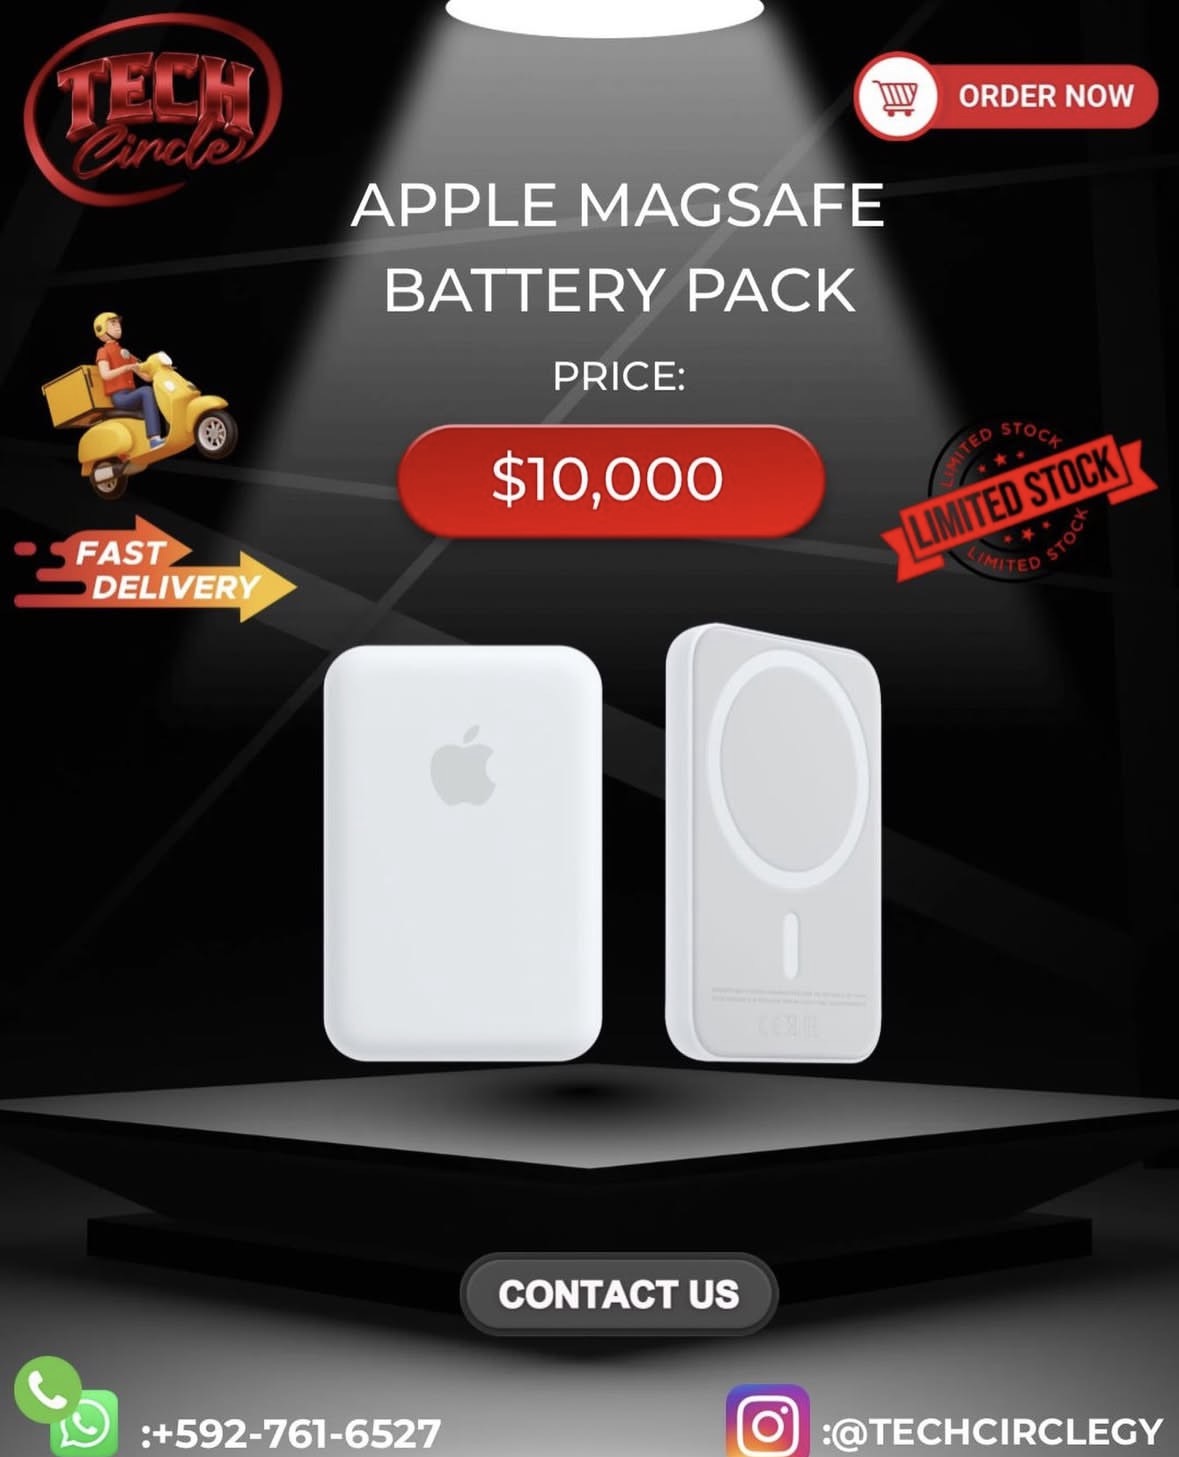 TECH
Circle
ORDER NOW
APPLE MAGSAFE
BATTERY PACK
PRICE:
$10,000
LIMITED STOCK
LIMITED STOCK
LIMITED STOCK
FAST
DELIVERY
CONTACT US
:+592-761-6527
:@TECHCIRCLEGY